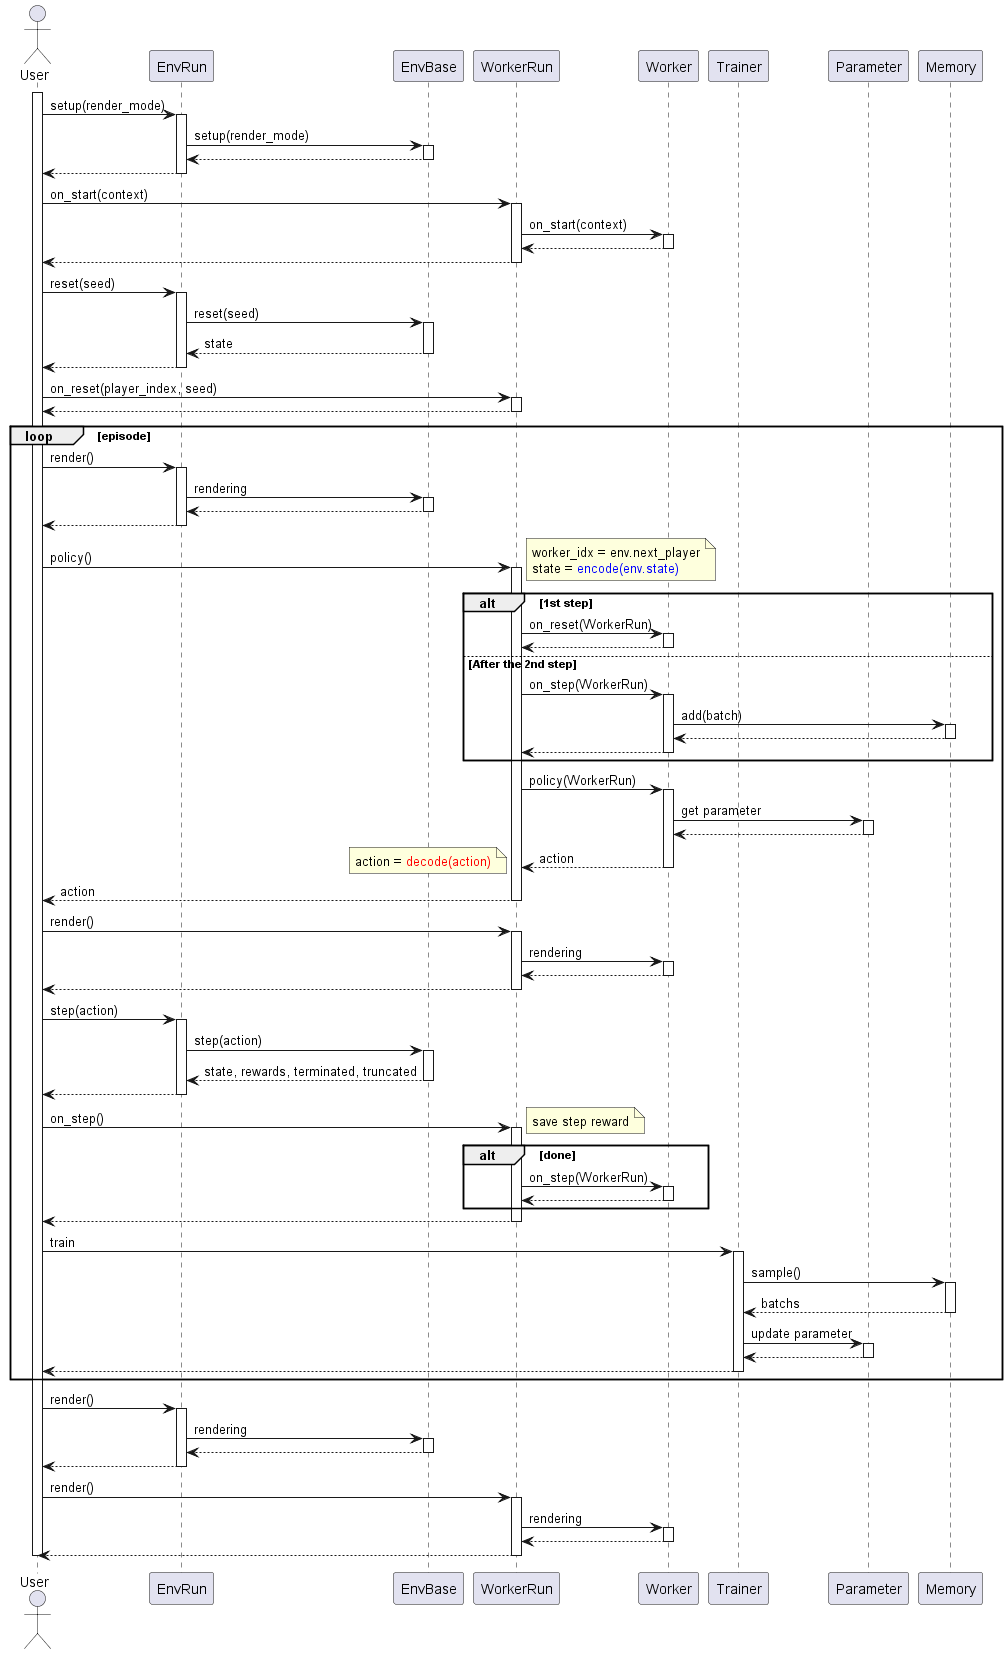 User
EnvRun
EnvBase
WorkerRun
Worker
Trainer
Parameter
Memory
setup(render_mode)
setup(render_mode)
on_start(context)
on_start(context)
reset(seed)
reset(seed)
state
on_reset(player_index, seed)
loop
[episode]
render()
rendering
worker_idx = env.next_player
state = encode(env.state)
policy()
alt
[1st step]
on_reset(WorkerRun)
[After the 2nd step]
on_step(WorkerRun)
add(batch)
policy(WorkerRun)
get parameter
action
action = decode(action)
action
render()
rendering
step(action)
step(action)
state, rewards, terminated, truncated
on_step()
save step reward
alt
[done]
on_step(WorkerRun)
train
sample()
batchs
update parameter
render()
rendering
render()
rendering
User
EnvRun
EnvBase
WorkerRun
Worker
Trainer
Parameter
Memory